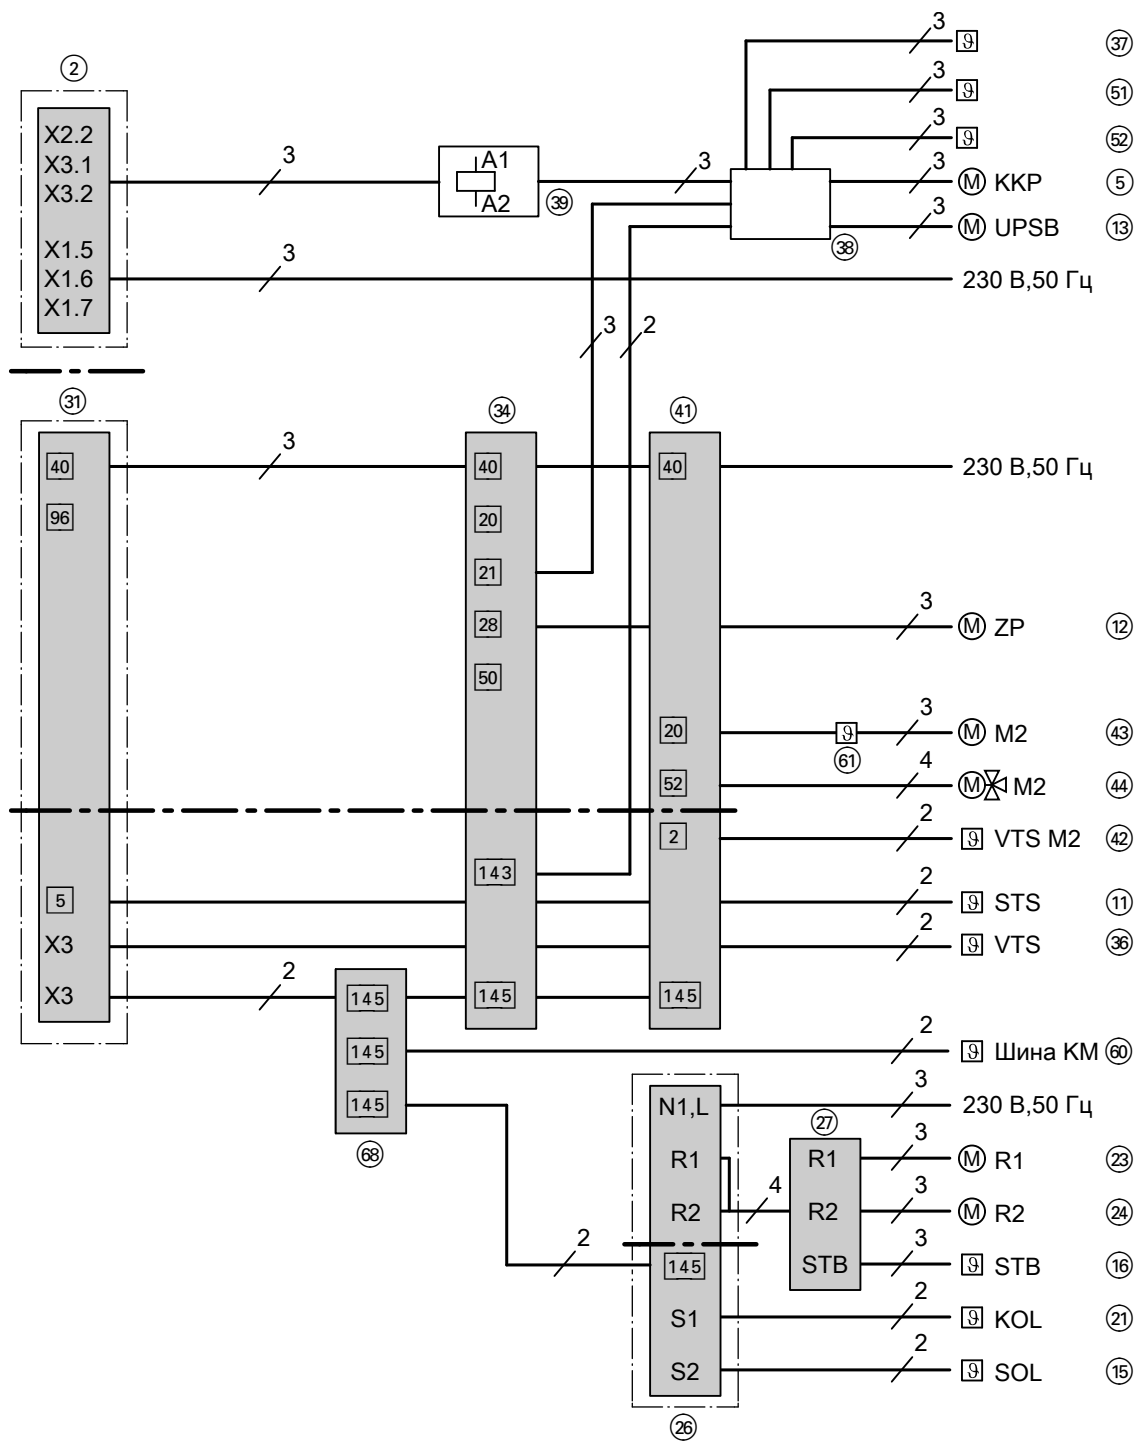 3 ϑ 37
2
3 ϑ 51
3 ϑ 52
X2.2
X3.1
X3.2
3
A1
A2
39
3
3 M KKP 5
3 M UPSB 13
38
X1.5
X1.6
X1.7
3
230 В,50 Гц
3
2
31
34
41
40
3
40
40
230 В,50 Гц
96
20
21
28
3 M ZP 12
50
20
ϑ
61
3 M M2 43
52
4 M M2 44
2
2 ϑ VTS M2 42
143
5
2 ϑ STS 11
X3
2 ϑ VTS 36
X3
2
145
145
145
145
2 ϑ Шина KM 60
145
68
N1,L
3
230 В,50 Гц
27
R1
R1
3 M R1 23
R2
4
R2
3 M R2 24
2
145
STB
3 ϑ STB 16
S1
2 ϑ KOL 21
S2
2 ϑ SOL 15
26